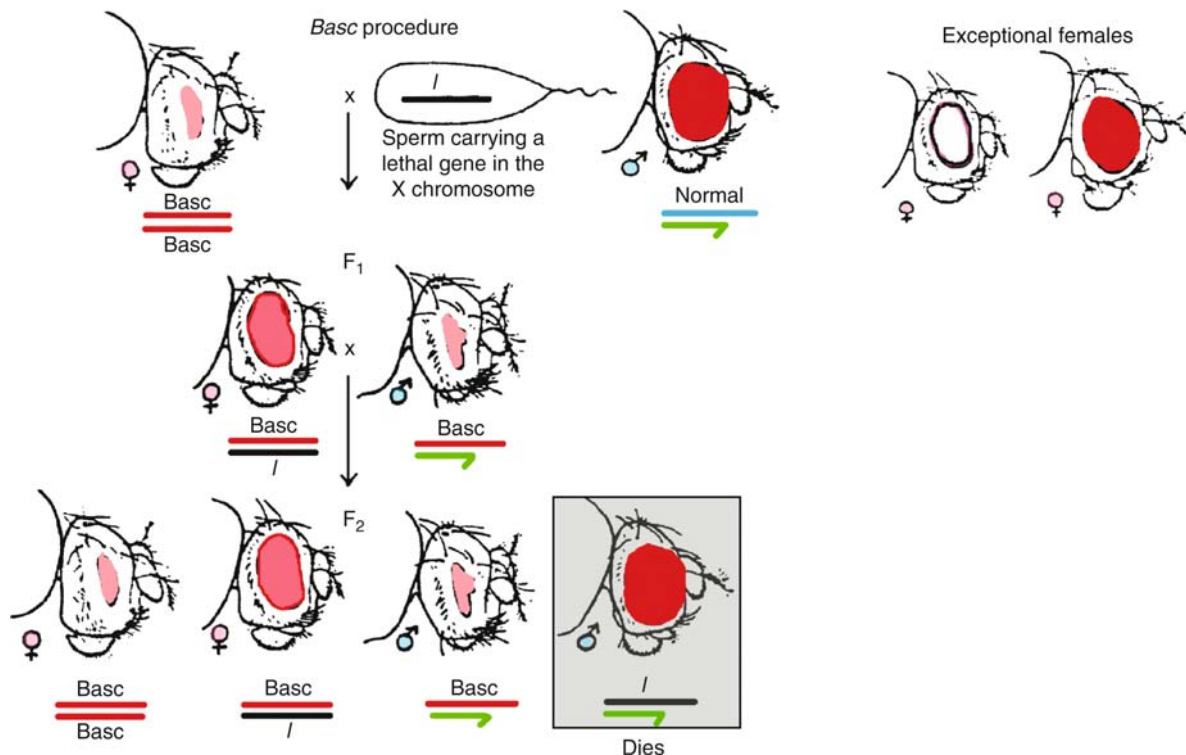 Basc procedure
Exceptional females
x
l
Sperm carrying a
lethal gene in the
X chromosome
♀
♂
♀
♀
Basc
Basc
Normal
F1
x
♀
♂
Basc
l
Basc
F2
♀
♀
♂
♂
Basc
Basc
Basc
l
Basc
l
Dies